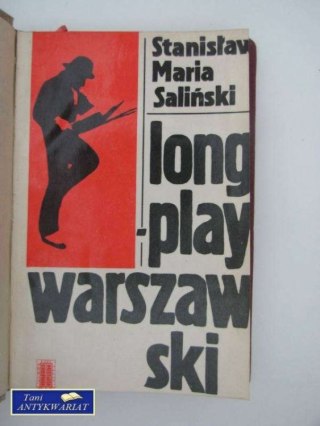 Stanisław
Maria
Saliński
long
-play
warszaw
ski
Tani
ANTYKWARIAT